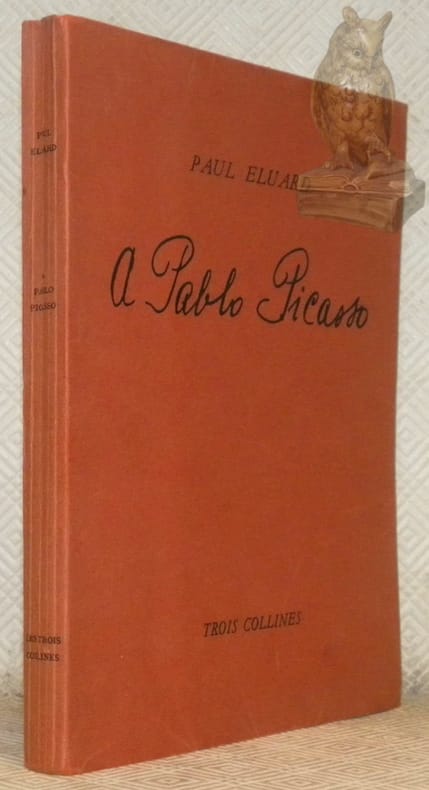 PAUL ELUARD
A Pablo Picasso
TROIS COLLINES
PAUL
ELUARD
A
PABLO
PICASSO
LES TROIS
COLLINES